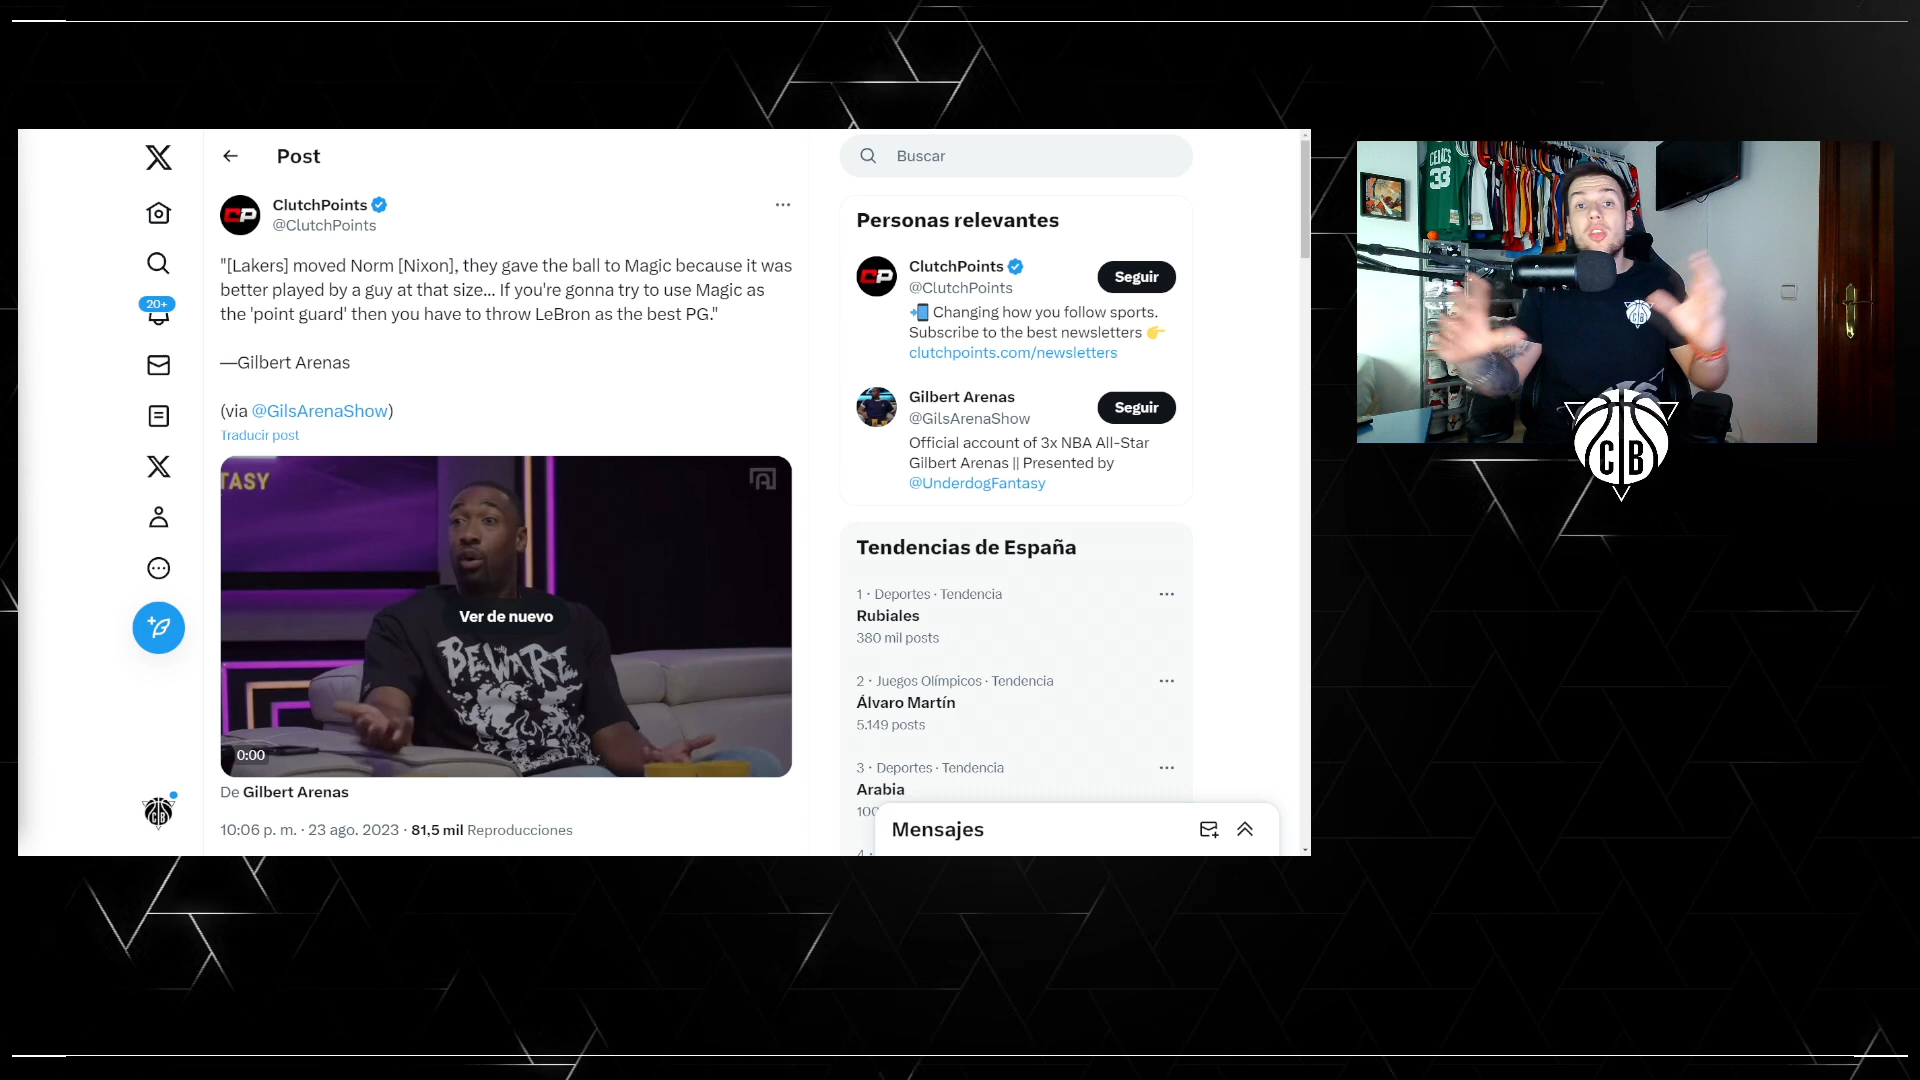 Post
ClutchPoints
@ClutchPoints
"[Lakers] moved Norm [Nixon], they gave the ball to Magic because it was
better played by a guy at that size... If you're gonna try to use Magic as
the 'point guard' then you have to throw LeBron as the best PG."
—Gilbert Arenas
(via @GilsArenaShow)
Traducir post
TASY
Ver de nuevo
BEWARE
0:00
De Gilbert Arenas
10:06 p. m. · 23 ago. 2023 · 81,5 mil Reproducciones
20+
CP
CB
Buscar
Personas relevantes
CP
ClutchPoints
@ClutchPoints
Seguir
📲 Changing how you follow sports.
Subscribe to the best newsletters 👉
clutchpoints.com/newsletters
Gilbert Arenas
@GilsArenaShow
Seguir
Official account of 3x NBA All-Star
Gilbert Arenas || Presented by
@UnderdogFantasy
Tendencias de España
1 · Deportes · Tendencia
Rubiales
380 mil posts
2 · Juegos Olímpicos · Tendencia
Álvaro Martín
5.149 posts
3 · Deportes · Tendencia
Arabia
Mensajes
CELTICS
33
CB